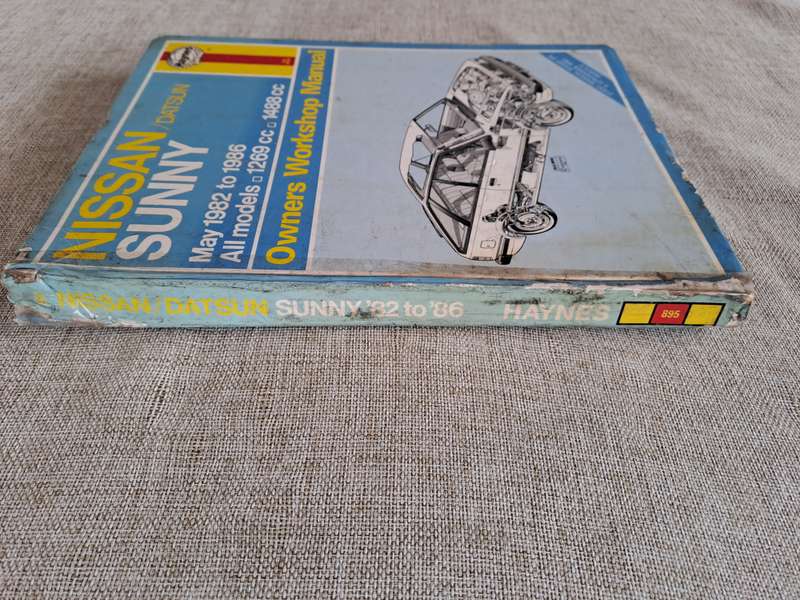 Haynes
NISSAN/DATSUN
SUNNY
May 1982 to 1986
All models □ 1269 cc □ 1488 cc
Owners Workshop Manual
NISSAN/DATSUN SUNNY '82 to '86 HAYNES 895